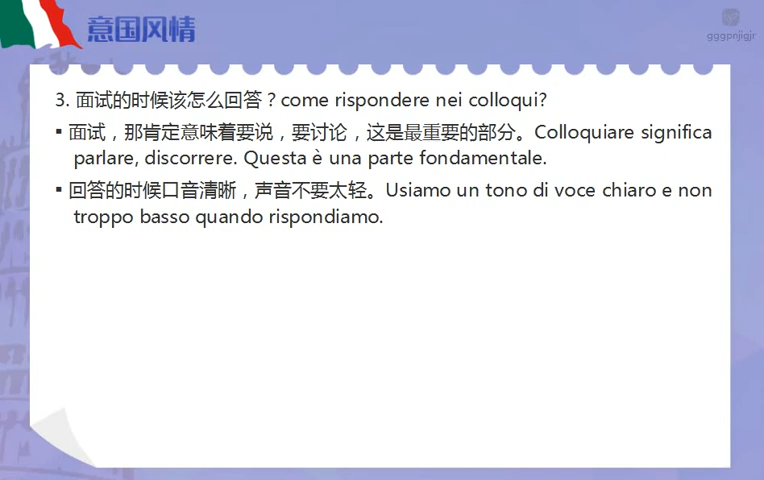 意国风情
gggpnjigjr
3. 面试的时候该怎么回答？come rispondere nei colloqui?
▪ 面试，那肯定意味着要说，要讨论，这是最重要的部分。Colloquiare significa
parlare, discorrere. Questa è una parte fondamentale.
▪ 回答的时候口音清晰，声音不要太轻。Usiamo un tono di voce chiaro e non
troppo basso quando rispondiamo.